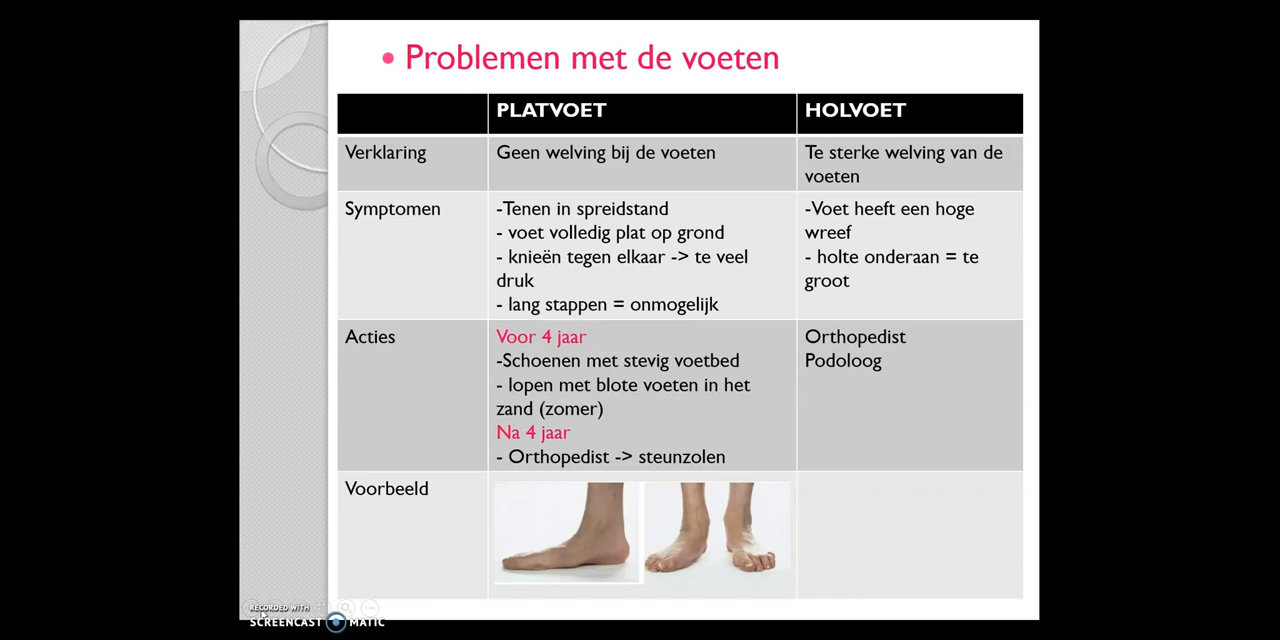 • Problemen met de voeten
PLATVOET HOLVOET
Verklaring
Geen welving bij de voeten
Te sterke welving van de
voeten
Symptomen
-Tenen in spreidstand
- voet volledig plat op grond
- knieën tegen elkaar -> te veel
druk
- lang stappen = onmogelijk
-Voet heeft een hoge
wreef
- holte onderaan = te
groot
Acties
Voor 4 jaar
-Schoenen met stevig voetbed
- lopen met blote voeten in het
zand (zomer)
Na 4 jaar
- Orthopedist -> steunzolen
Orthopedist
Podoloog
Voorbeeld
RECORDED WITH
SCREENCAST MATIC